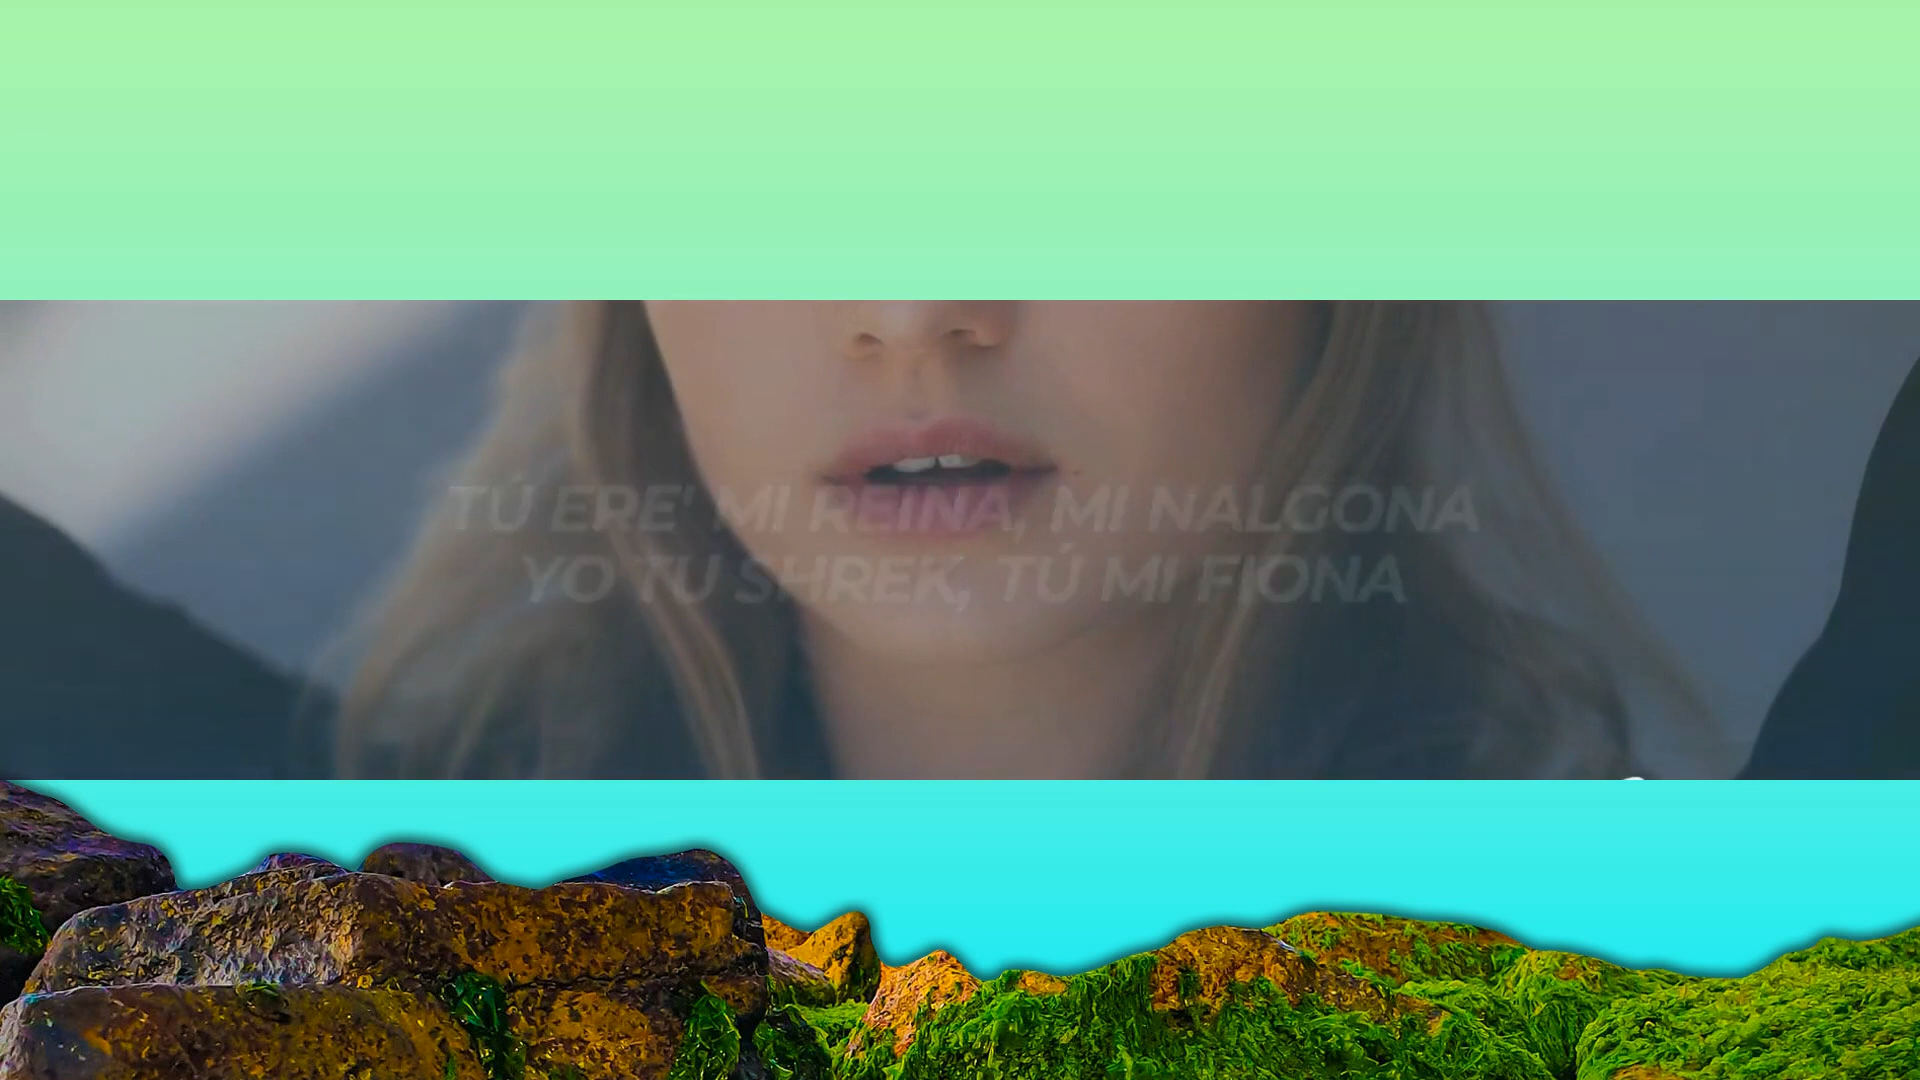 TÚ ERE' MI REINA, MI NALGONA
YO TU SHREK, TÚ MI FIONA